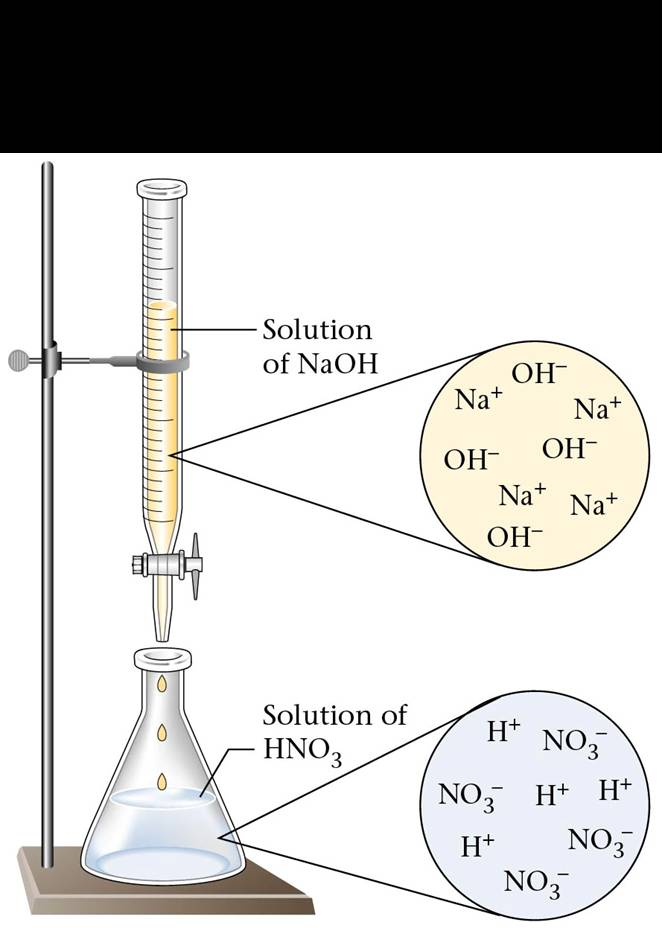 Solution
of NaOH
OH⁻
Na⁺
Na⁺
OH⁻
OH⁻
Na⁺
Na⁺
OH⁻
Solution of
HNO₃
H⁺
NO₃⁻
NO₃⁻
H⁺
H⁺
H⁺
NO₃⁻
NO₃⁻